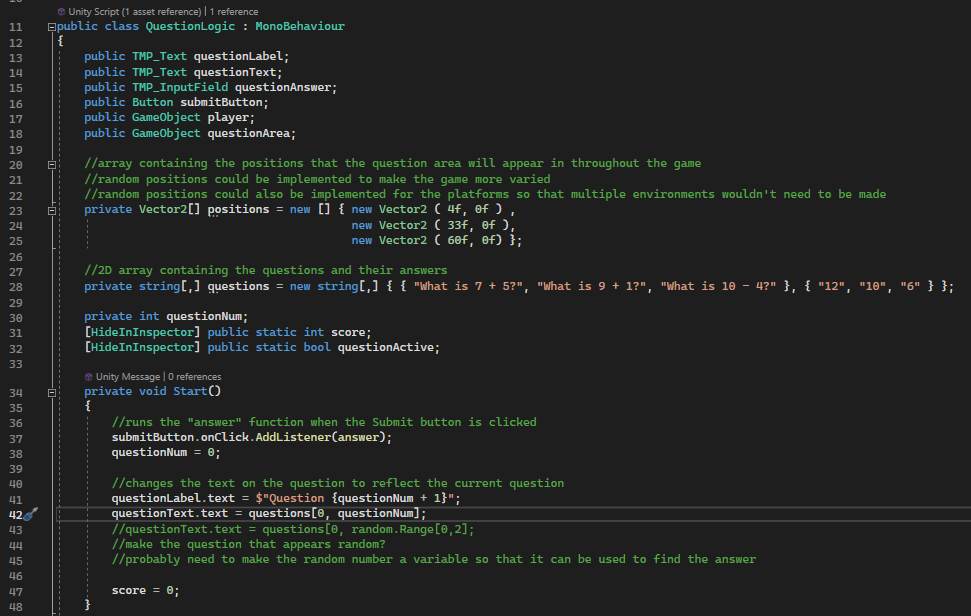 Unity Script (1 asset reference) | 1 reference
11 public class QuestionLogic : MonoBehaviour
12 {
13 public TMP_Text questionLabel;
14 public TMP_Text questionText;
15 public TMP_InputField questionAnswer;
16 public Button submitButton;
17 public GameObject player;
18 public GameObject questionArea;
19
20 //array containing the positions that the question area will appear in throughout the game
21 //random positions could be implemented to make the game more varied
22 //random positions could also be implemented for the platforms so that multiple environments wouldn't need to be made
23 private Vector2[] positions = new [] { new Vector2 ( 4f, 0f ) ,
24 new Vector2 ( 33f, 0f ),
25 new Vector2 ( 60f, 0f) };
26
27 //2D array containing the questions and their answers
28 private string[,] questions = new string[,] { { "What is 7 + 5?", "What is 9 + 1?", "What is 10 - 4?" }, { "12", "10", "6" } };
29
30 private int questionNum;
31 [HideInInspector] public static int score;
32 [HideInInspector] public static bool questionActive;
33
Unity Message | 0 references
34 private void Start()
35 {
36 //runs the "answer" function when the Submit button is clicked
37 submitButton.onClick.AddListener(answer);
38 questionNum = 0;
39
40 //changes the text on the question to reflect the current question
41 questionLabel.text = $"Question {questionNum + 1}";
42 questionText.text = questions[0, questionNum];
43 //questionText.text = questions[0, random.Range[0,2];
44 //make the question that appears random?
45 //probably need to make the random number a variable so that it can be used to find the answer
46
47 score = 0;
48 }